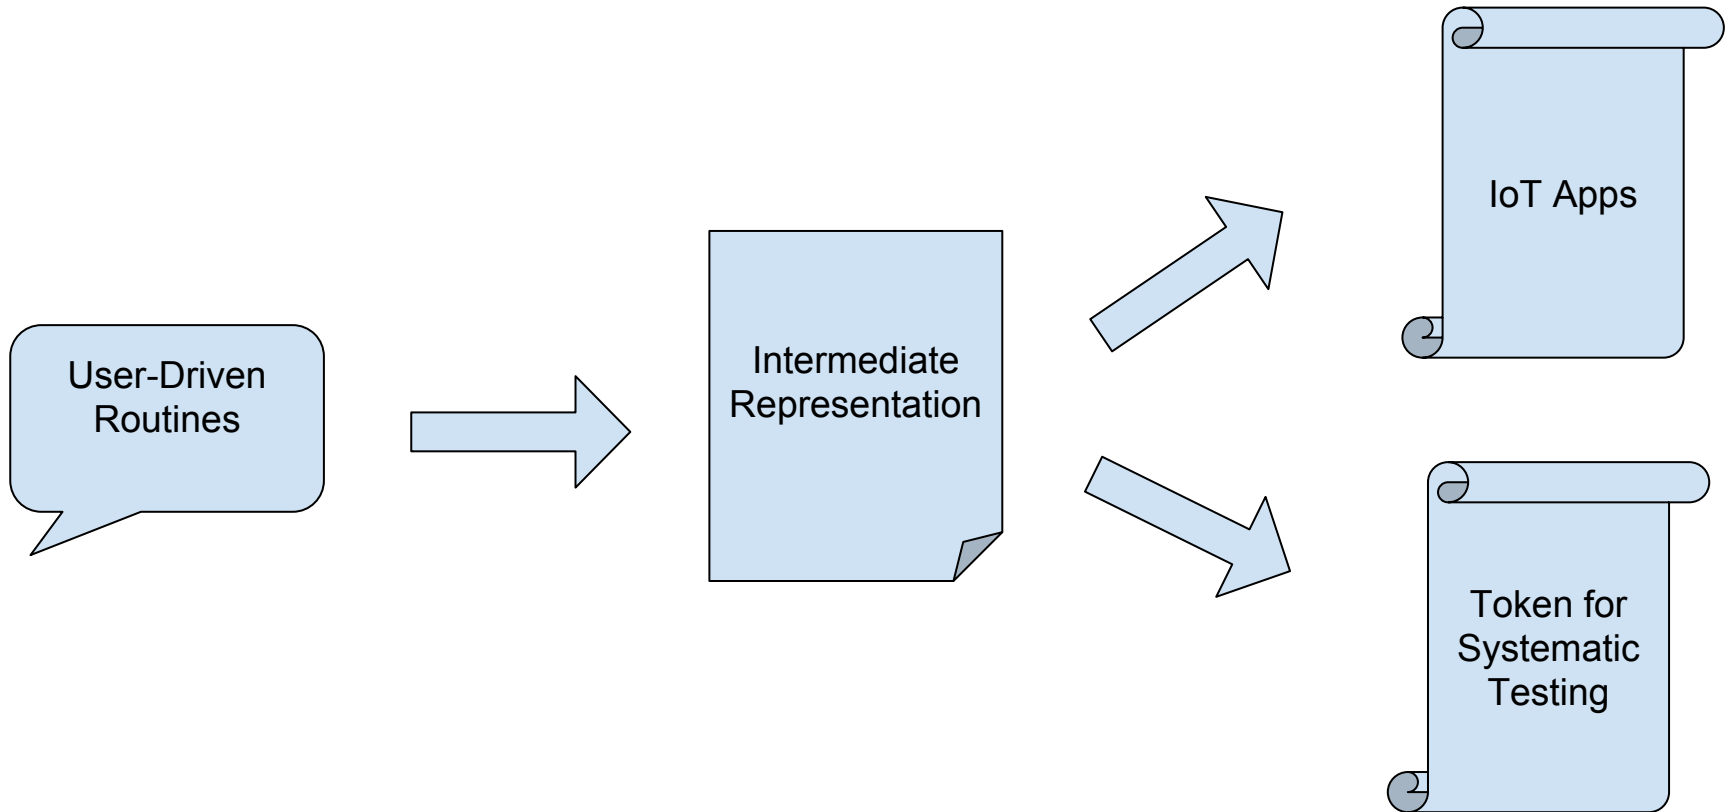 User-Driven
Routines
Intermediate
Representation
IoT Apps
Token for
Systematic
Testing